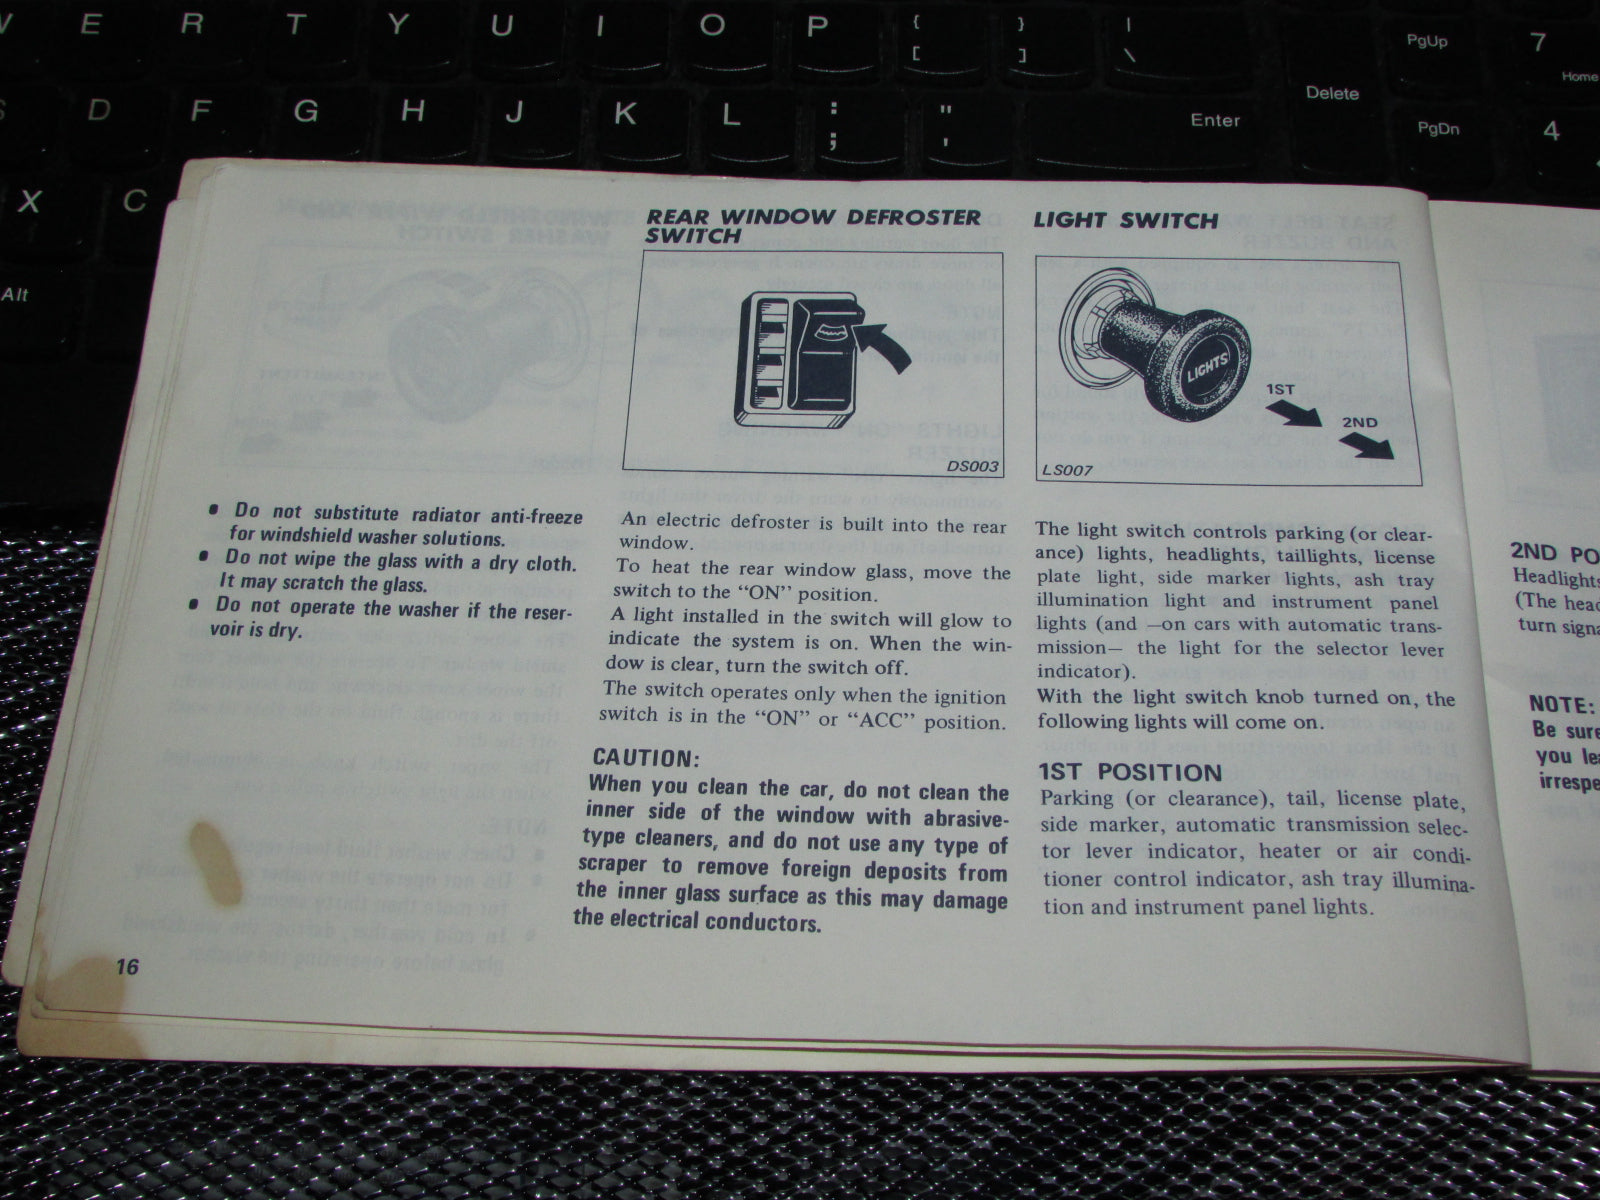 E R T Y U I O P { [ } ] | \ PgUp 7 Home
D F G H J K L : ; " ' Enter Delete PgDn 4
X C
Alt
● Do not substitute radiator anti-freeze
for windshield washer solutions.
● Do not wipe the glass with a dry cloth.
It may scratch the glass.
● Do not operate the washer if the reser-
voir is dry.
16
REAR WINDOW DEFROSTER
SWITCH
DS003
An electric defroster is built into the rear
window.
To heat the rear window glass, move the
switch to the “ON” position.
A light installed in the switch will glow to
indicate the system is on. When the win-
dow is clear, turn the switch off.
The switch operates only when the ignition
switch is in the “ON” or “ACC” position.
CAUTION:
When you clean the car, do not clean the
inner side of the window with abrasive-
type cleaners, and do not use any type of
scraper to remove foreign deposits from
the inner glass surface as this may damage
the electrical conductors.
LIGHT SWITCH
LIGHTS
1ST
2ND
LS007
The light switch controls parking (or clear-
ance) lights, headlights, taillights, license
plate light, side marker lights, ash tray
illumination light and instrument panel
lights (and —on cars with automatic trans-
mission— the light for the selector lever
indicator).
With the light switch knob turned on, the
following lights will come on.
1ST POSITION
Parking (or clearance), tail, license plate,
side marker, automatic transmission selec-
tor lever indicator, heater or air condi-
tioner control indicator, ash tray illumina-
tion and instrument panel lights.
2ND PO
Headlights
(The head
turn signa
NOTE:
Be sure
you lea
irrespe